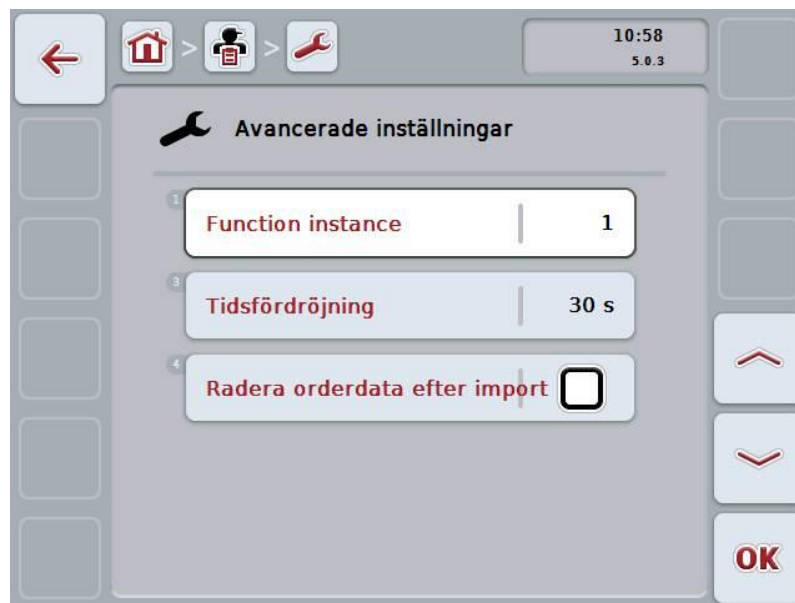 10:58
5.0.3
Avancerade inställningar
1
Function instance 1
3
Tidsfördröjning 30 s
4
Radera orderdata efter import
OK